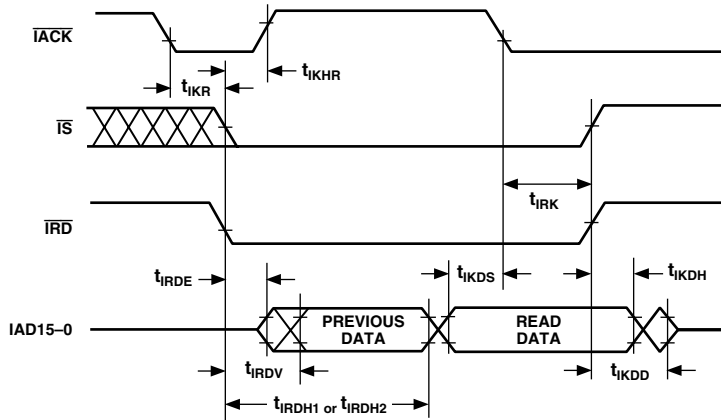 IACK
tIKHR
tIKR
IS
tIRK
IRD
tIRDE
tIKDS
tIKDH
IAD15–0
PREVIOUS DATA
READ DATA
tIRDV
tIKDD
tIRDH1 or tIRDH2